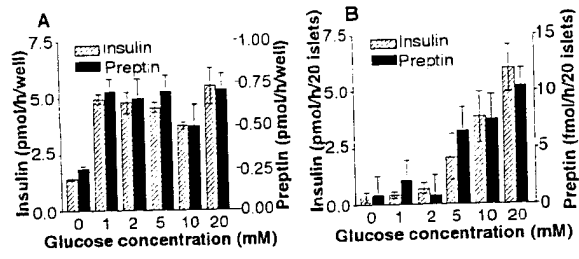 A
Insulin
Preptin
Insulin (pmol/h/well)
7.5
5.0
2.5
0.0
Preptin (pmol/h/well)
1.00
0.75
0.50
0.25
0.00
0 1 2 5 10 20
Glucose concentration (mM)
B
Insulin
Preptin
Insulin (pmol/h/20 islets)
7.5
5.0
2.5
0.0
Preptin (fmol/h/20 islets)
15
10
5
0
0 1 2 5 10 20
Glucose concentration (mM)